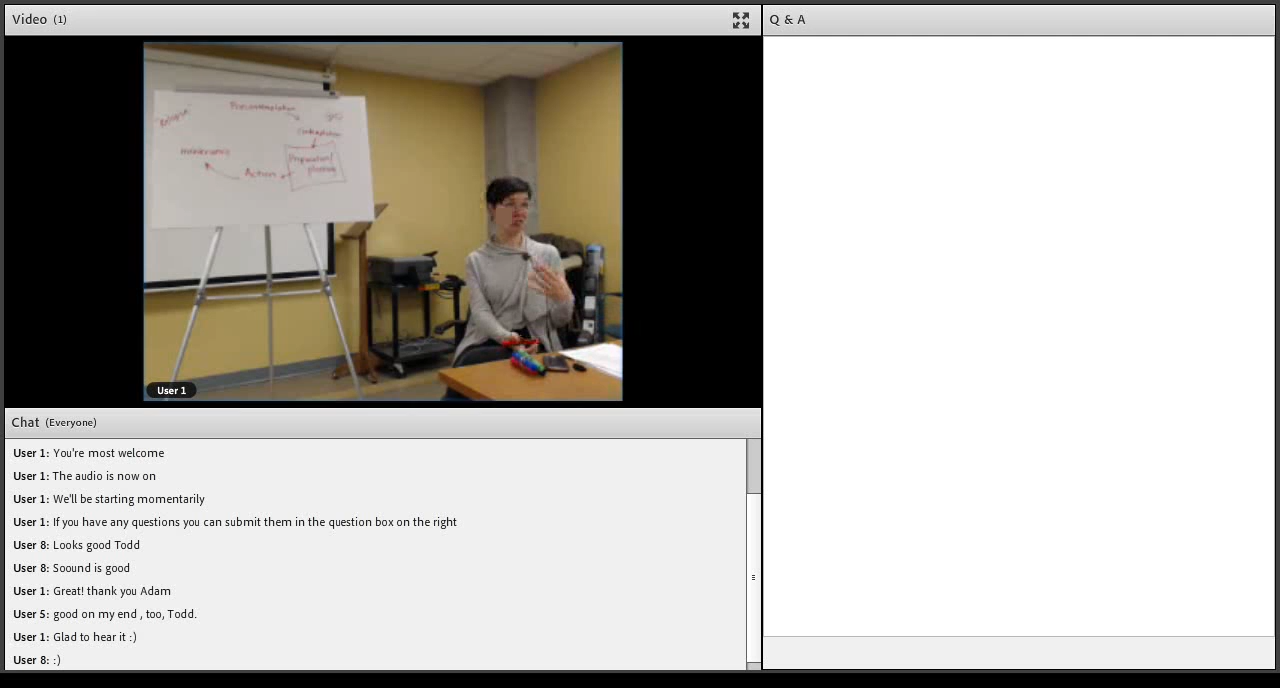 Video (1)
Q & A
Precontemplation
"Relapse"
Contemplation
Maintenance
Preparation/
planning
Action
User 1
Chat (Everyone)
User 1: You're most welcome
User 1: The audio is now on
User 1: We'll be starting momentarily
User 1: If you have any questions you can submit them in the question box on the right
User 8: Looks good Todd
User 8: Soound is good
User 1: Great! thank you Adam
User 5: good on my end , too, Todd.
User 1: Glad to hear it :)
User 8: :)